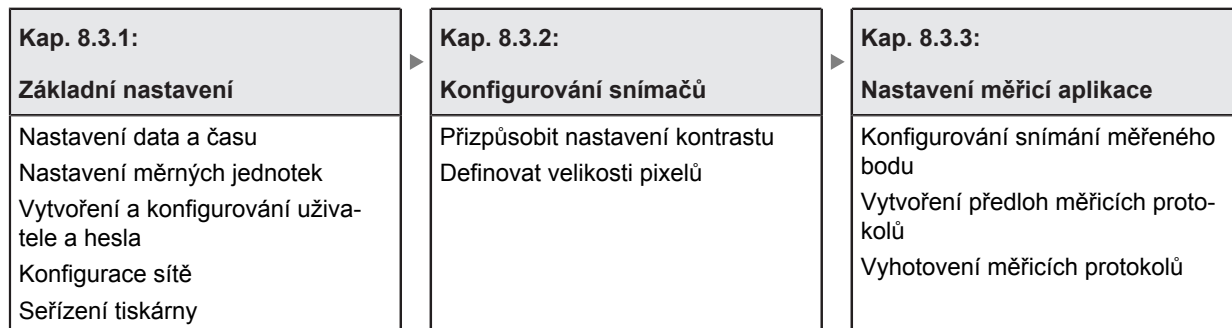 Kap. 8.3.1:
Základní nastavení
Nastavení data a času
Nastavení měrných jednotek
Vytvoření a konfigurování uživa-
tele a hesla
Konfigurace sítě
Seřízení tiskárny
Kap. 8.3.2:
Konfigurování snímačů
Přizpůsobit nastavení kontrastu
Definovat velikosti pixelů
Kap. 8.3.3:
Nastavení měřicí aplikace
Konfigurování snímání měřeného
bodu
Vytvoření předloh měřicích proto-
kolů
Vyhotovení měřicích protokolů